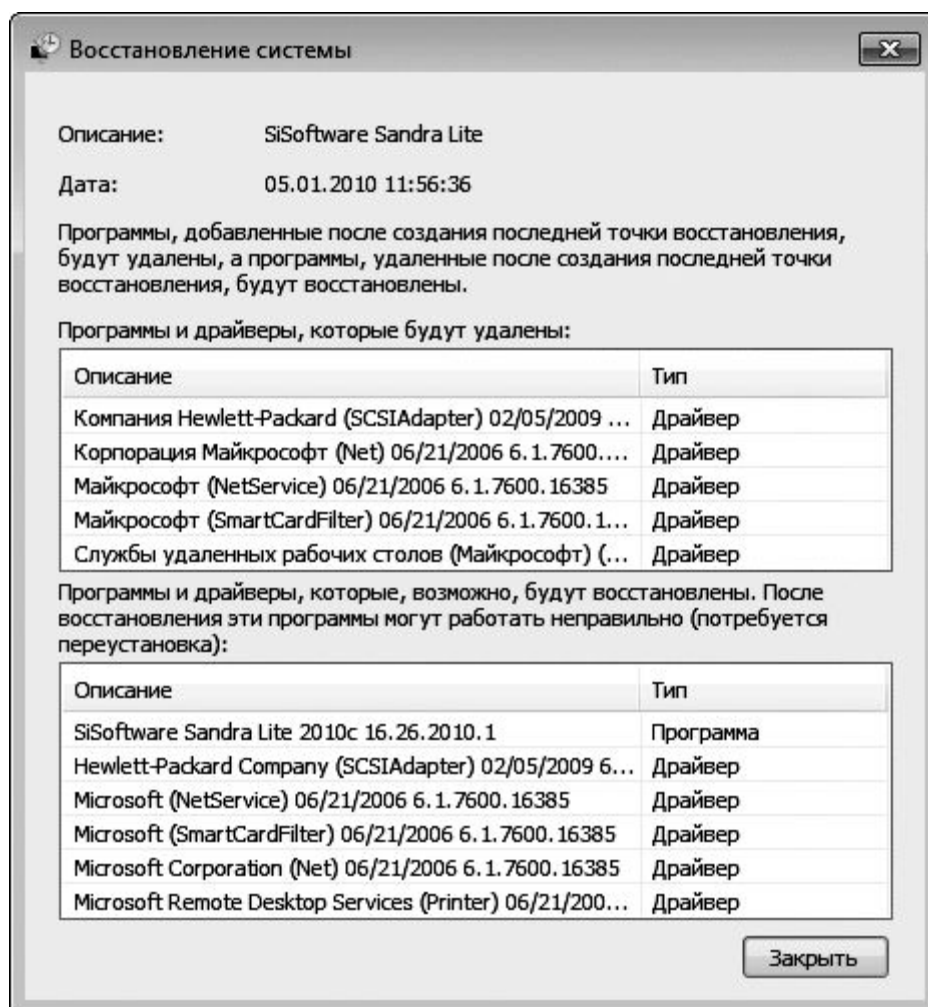 Восстановление системы
Описание: SiSoftware Sandra Lite
Дата: 05.01.2010 11:56:36
Программы, добавленные после создания последней точки восстановления,
будут удалены, а программы, удаленные после создания последней точки
восстановления, будут восстановлены.
Программы и драйверы, которые будут удалены:
Описание Тип
Компания Hewlett-Packard (SCSIAdapter) 02/05/2009 ... Драйвер
Корпорация Майкрософт (Net) 06/21/2006 6.1.7600.... Драйвер
Майкрософт (NetService) 06/21/2006 6.1.7600.16385 Драйвер
Майкрософт (SmartCardFilter) 06/21/2006 6.1.7600.1... Драйвер
Службы удаленных рабочих столов (Майкрософт) (... Драйвер
Программы и драйверы, которые, возможно, будут восстановлены. После
восстановления эти программы могут работать неправильно (потребуется
переустановка):
Описание Тип
SiSoftware Sandra Lite 2010c 16.26.2010.1 Программа
Hewlett-Packard Company (SCSIAdapter) 02/05/2009 6... Драйвер
Microsoft (NetService) 06/21/2006 6.1.7600.16385 Драйвер
Microsoft (SmartCardFilter) 06/21/2006 6.1.7600.16385 Драйвер
Microsoft Corporation (Net) 06/21/2006 6.1.7600.16385 Драйвер
Microsoft Remote Desktop Services (Printer) 06/21/200... Драйвер
Закрыть